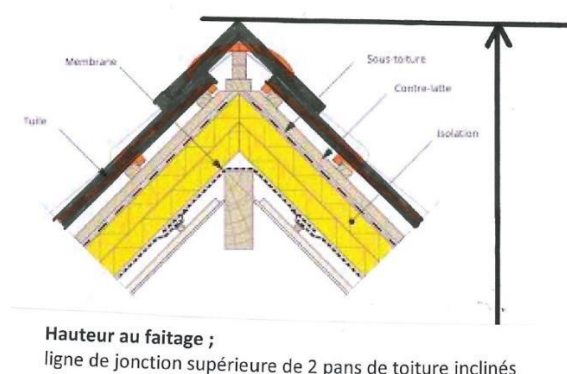 Membrane
Sous-toiture
Contre-latte
Tuile
Isolation
Hauteur au faitage ;
ligne de jonction supérieure de 2 pans de toiture inclinés